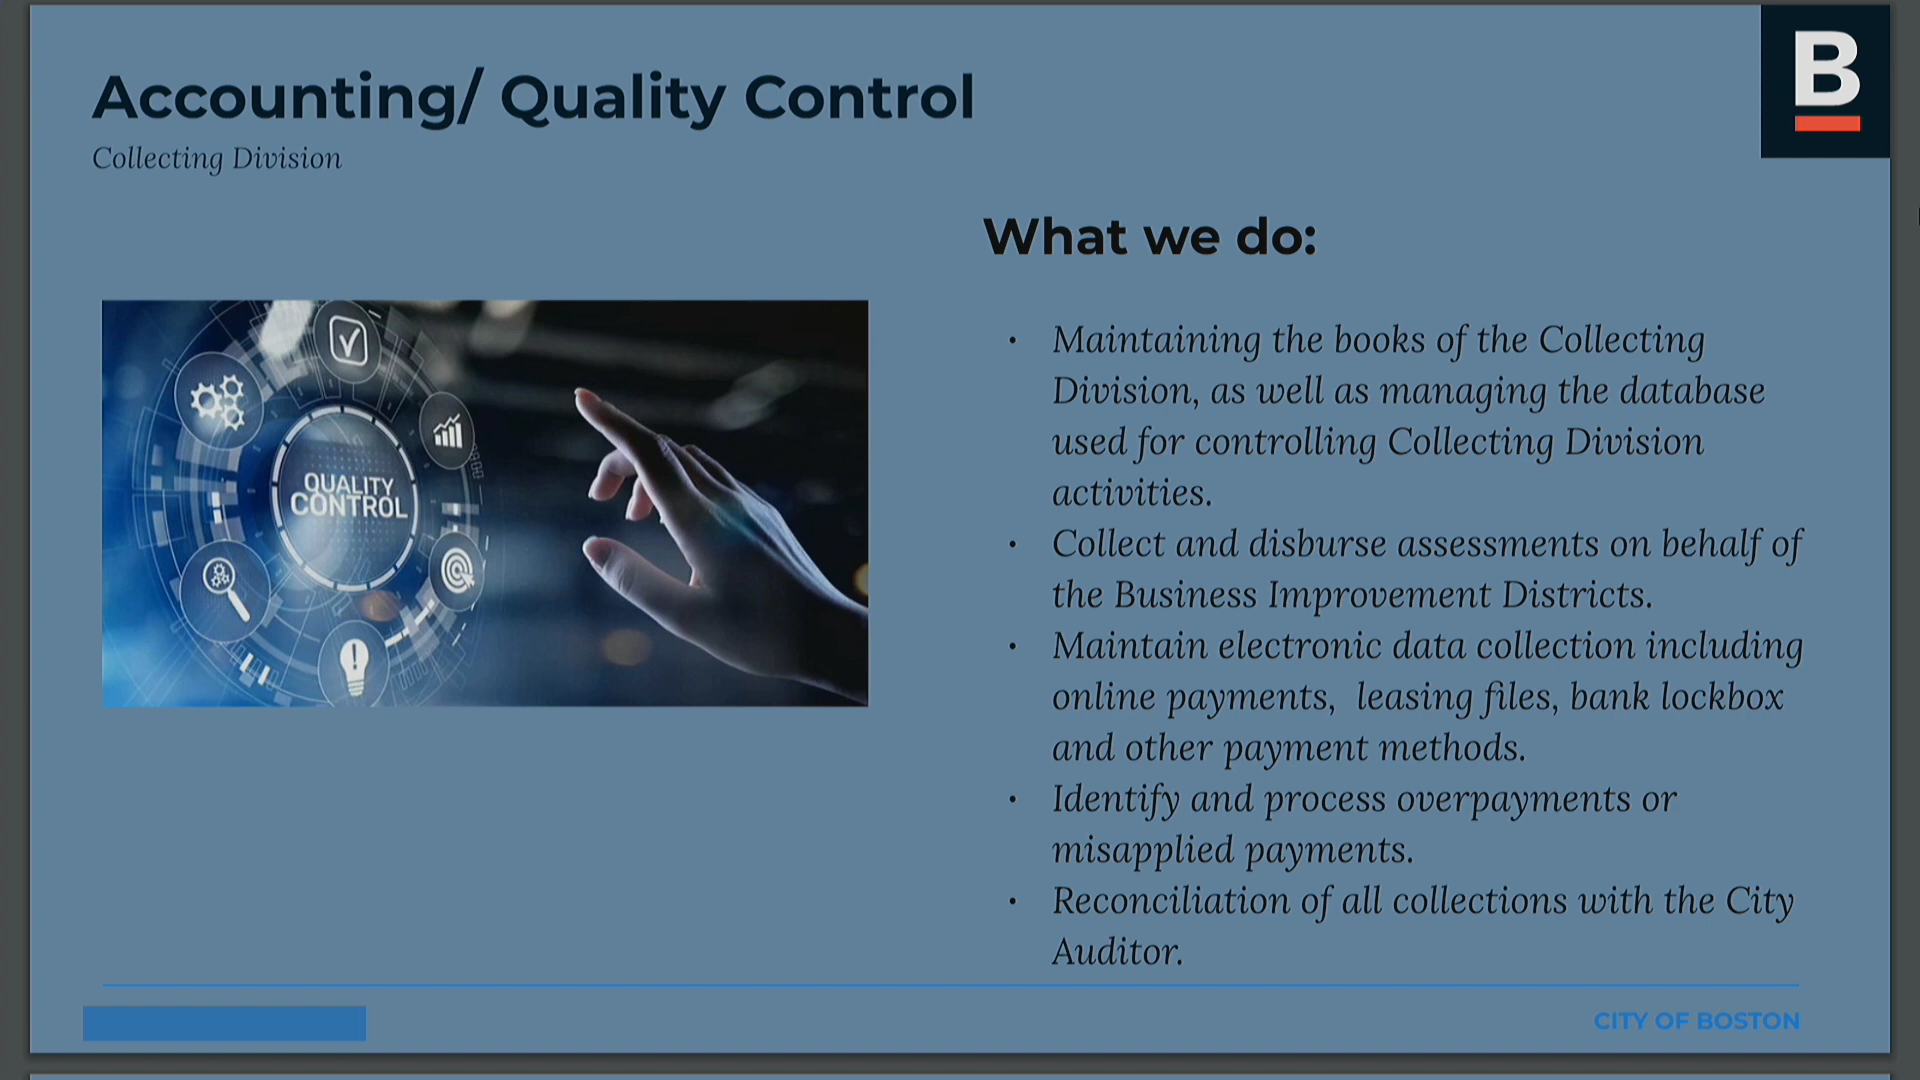 Accounting/ Quality Control
Collecting Division
B
What we do:
QUALITY
CONTROL
• Maintaining the books of the Collecting
Division, as well as managing the database
used for controlling Collecting Division
activities.
• Collect and disburse assessments on behalf of
the Business Improvement Districts.
• Maintain electronic data collection including
online payments,  leasing files, bank lockbox
and other payment methods.
• Identify and process overpayments or
misapplied payments.
• Reconciliation of all collections with the City
Auditor.
CITY OF BOSTON